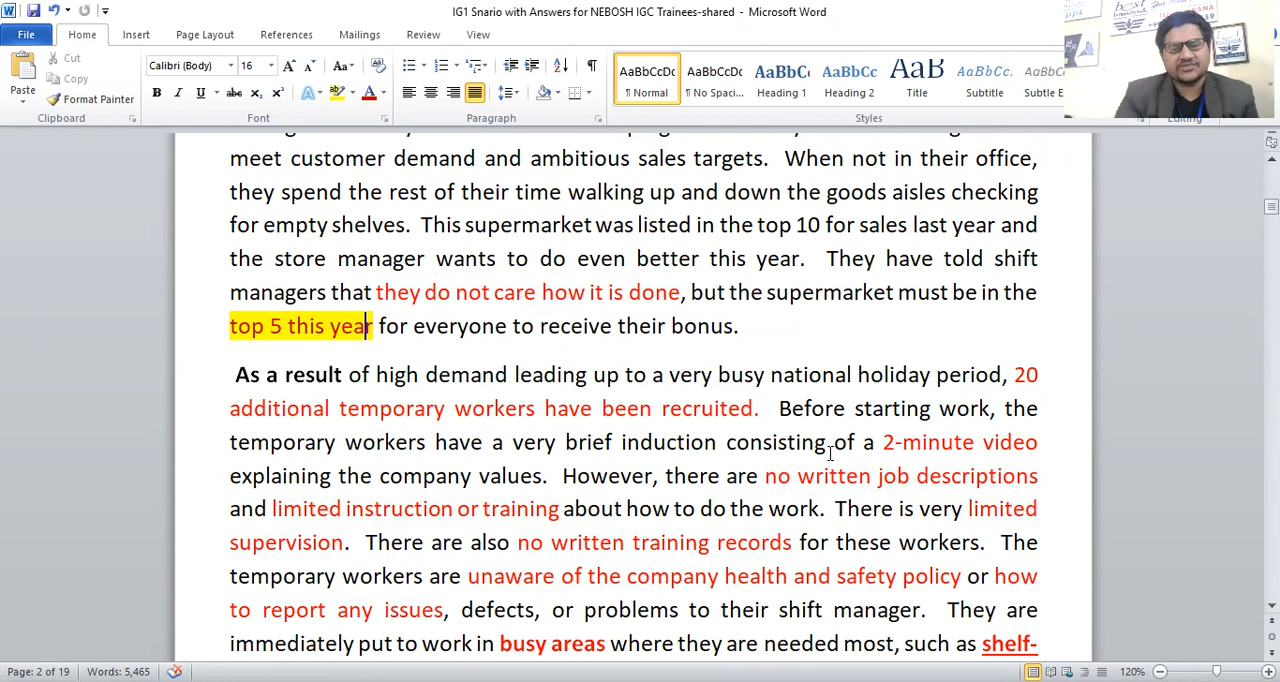 IG1 Snario with Answers for NEBOSH IGC Trainees-shared - Microsoft Word
File Home Insert Page Layout References Mailings Review View
Cut
Copy
Format Painter
Paste
Clipboard
Calibri (Body) 16
Font
Paragraph
AaBbCcDc AaBbCcDc AaBbC AaBbCc AaB AaBbCc. AaBbC
¶ Normal ¶ No Spaci... Heading 1 Heading 2 Title Subtitle Subtle E
Styles
Editing
meet customer demand and ambitious sales targets. When not in their office,
they spend the rest of their time walking up and down the goods aisles checking
for empty shelves. This supermarket was listed in the top 10 for sales last year and
the store manager wants to do even better this year. They have told shift
managers that they do not care how it is done, but the supermarket must be in the
top 5 this year for everyone to receive their bonus.
As a result of high demand leading up to a very busy national holiday period, 20
additional temporary workers have been recruited. Before starting work, the
temporary workers have a very brief induction consisting of a 2-minute video
explaining the company values. However, there are no written job descriptions
and limited instruction or training about how to do the work. There is very limited
supervision. There are also no written training records for these workers. The
temporary workers are unaware of the company health and safety policy or how
to report any issues, defects, or problems to their shift manager. They are
immediately put to work in busy areas where they are needed most, such as shelf-
Page: 2 of 19 Words: 5,465 120%